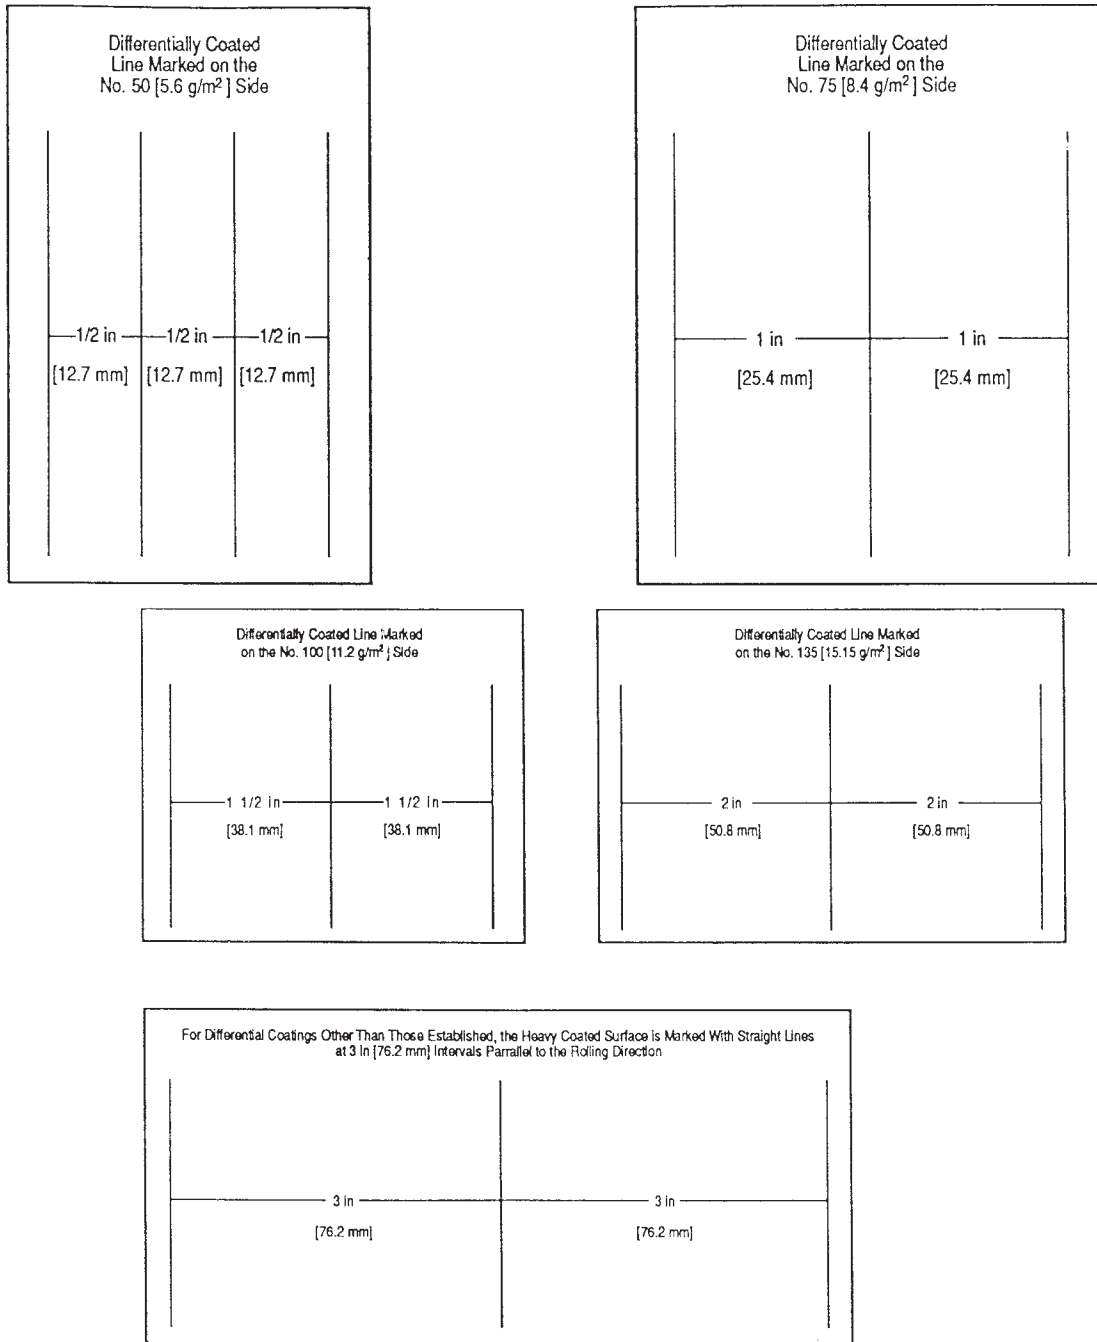 Differentially Coated
Line Marked on the
No. 50 [5.6 g/m²] Side
1/2 in 1/2 in 1/2 in
[12.7 mm] [12.7 mm] [12.7 mm]
Differentially Coated
Line Marked on the
No. 75 [8.4 g/m²] Side
1 in 1 in
[25.4 mm] [25.4 mm]
Differentially Coated Line Marked
on the No. 100 [11.2 g/m²] Side
1 1/2 in 1 1/2 in
[38.1 mm] [38.1 mm]
Differentially Coated Line Marked
on the No. 135 [15.15 g/m²] Side
2 in 2 in
[50.8 mm] [50.8 mm]
For Differential Coatings Other Than Those Established, the Heavy Coated Surface is Marked With Straight Lines
at 3 In [76.2 mm] Intervals Parrallel to the Rolling Direction
3 in 3 in
[76.2 mm] [76.2 mm]